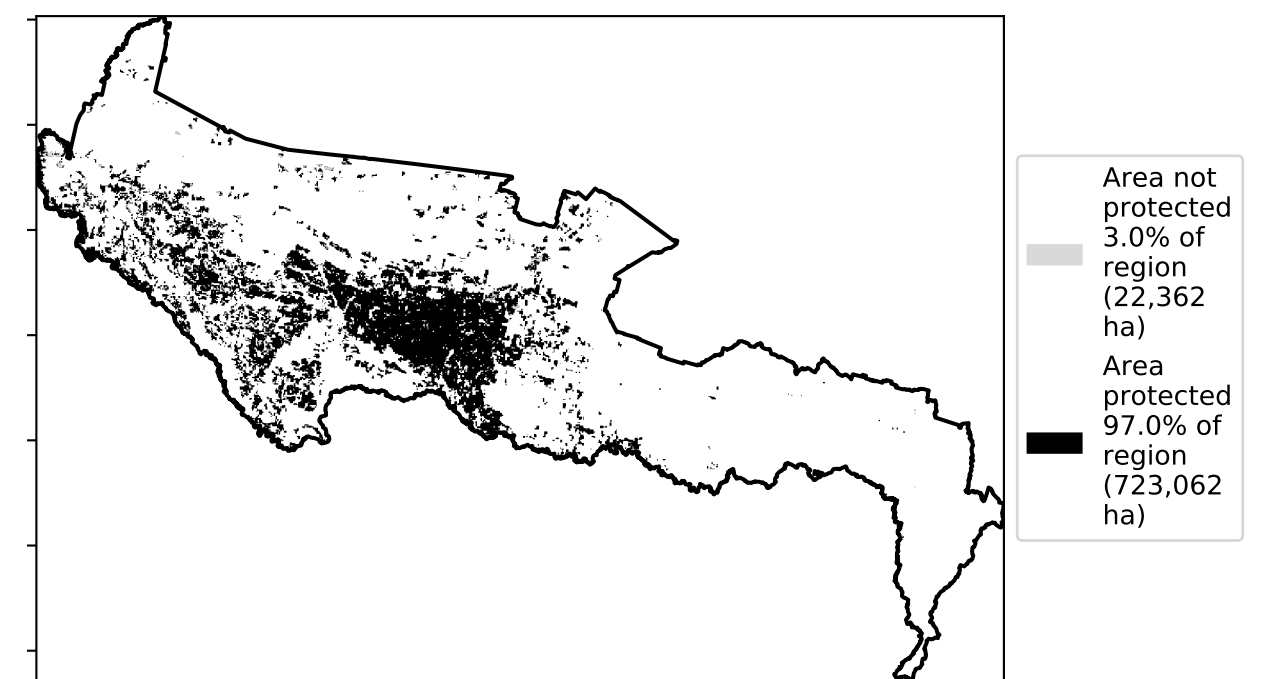 Area not
protected
3.0% of
region
(22,362
ha)
Area
protected
97.0% of
region
(723,062
ha)